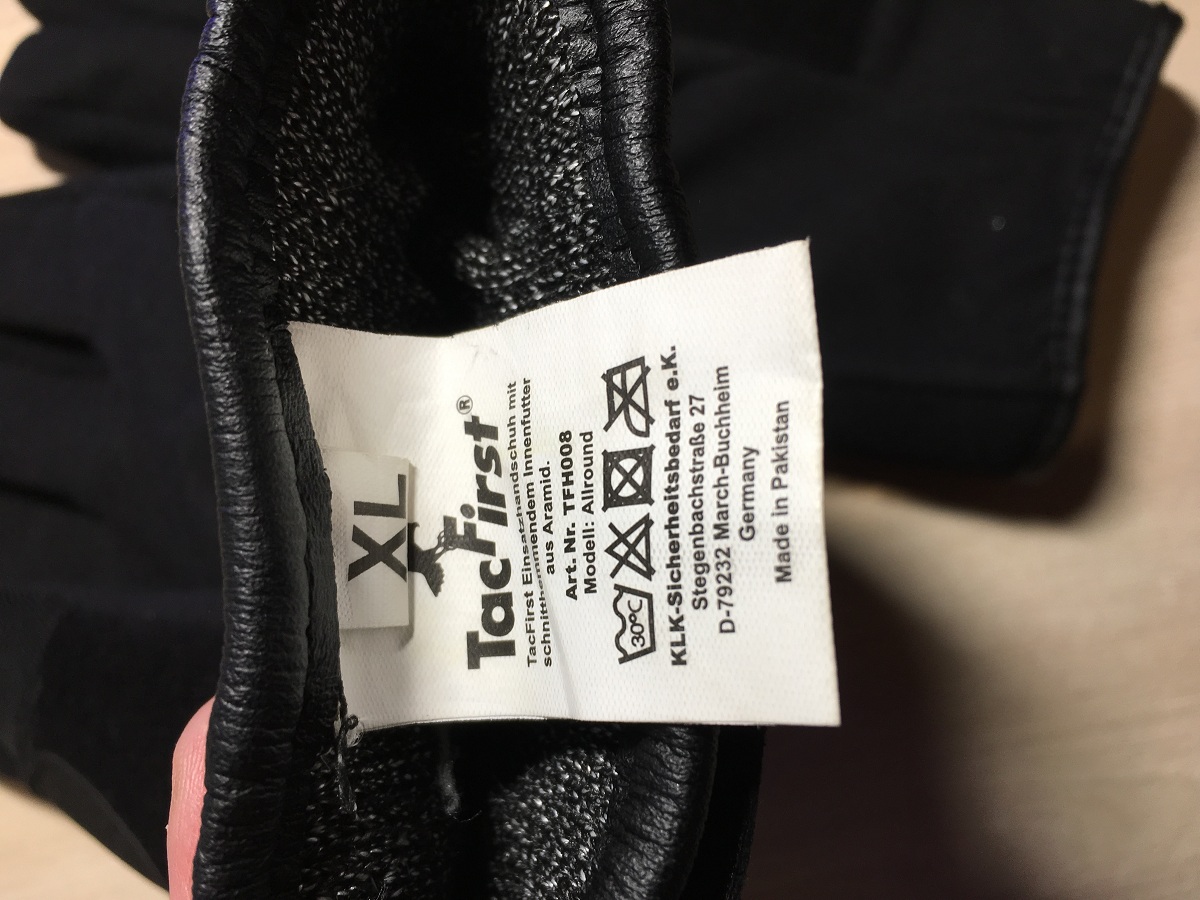 XL
TacFirst®
TacFirst Einsatzhandschuh mit
schnitthemmendem Innenfutter
aus Aramid.
Art. Nr. TFH008
Modell: Allround
30°C
KLK-Sicherheitsbedarf e.K.
Stegenbachstraße 27
D-79232 March-Buchheim
Germany
Made in Pakistan